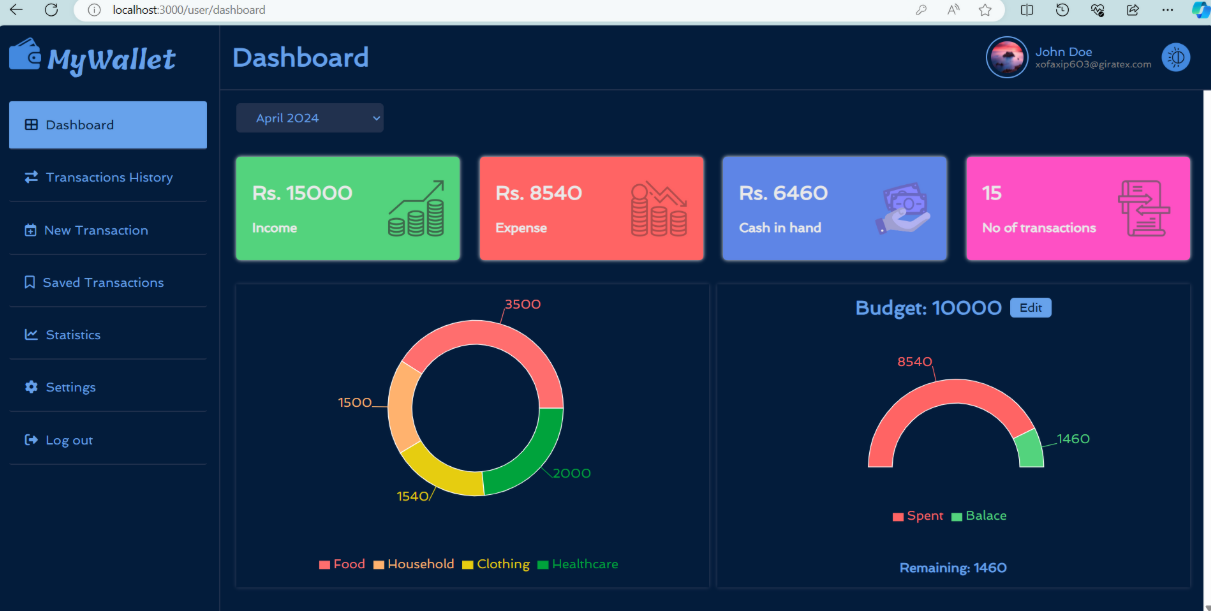 localhost:3000/user/dashboard
MyWallet
Dashboard
John Doe
xofaxip603@giratex.com
Dashboard
Transactions History
New Transaction
Saved Transactions
Statistics
Settings
Log out
April 2024
Rs. 15000
Income
Rs. 8540
Expense
Rs. 6460
Cash in hand
15
No of transactions
3500
1500
1540
2000
Food Household Clothing Healthcare
Budget: 10000 Edit
8540
1460
Spent Balace
Remaining: 1460